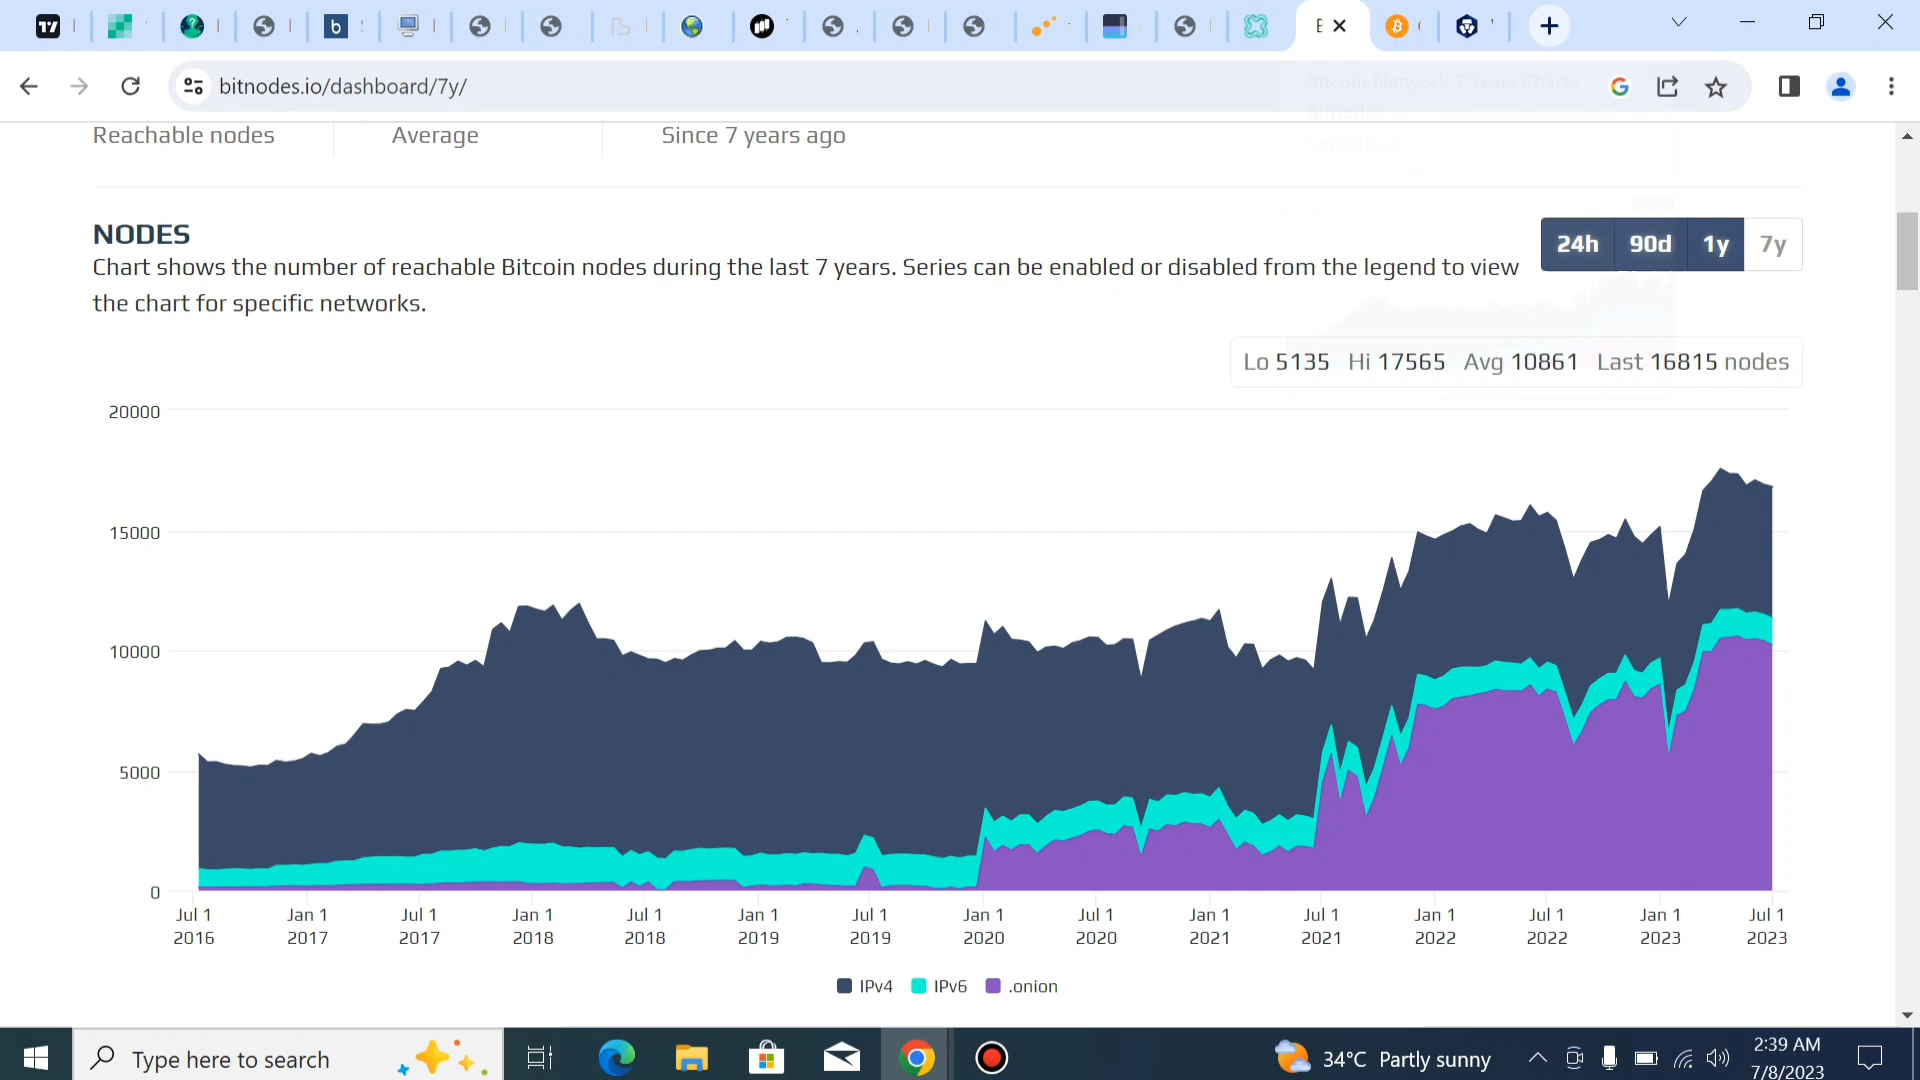 bitnodes.io/dashboard/7y/
Reachable nodes
Average
Since 7 years ago
NODES
24h 90d 1y 7y
Chart shows the number of reachable Bitcoin nodes during the last 7 years. Series can be enabled or disabled from the legend to view
the chart for specific networks.
Lo 5135 Hi 17565 Avg 10861 Last 16815 nodes
20000
15000
10000
5000
0
Jul 1 2016
Jan 1 2017
Jul 1 2017
Jan 1 2018
Jul 1 2018
Jan 1 2019
Jul 1 2019
Jan 1 2020
Jul 1 2020
Jan 1 2021
Jul 1 2021
Jan 1 2022
Jul 1 2022
Jan 1 2023
Jul 1 2023
IPv4 IPv6 .onion
Type here to search
34°C Partly sunny
2:39 AM
7/8/2023